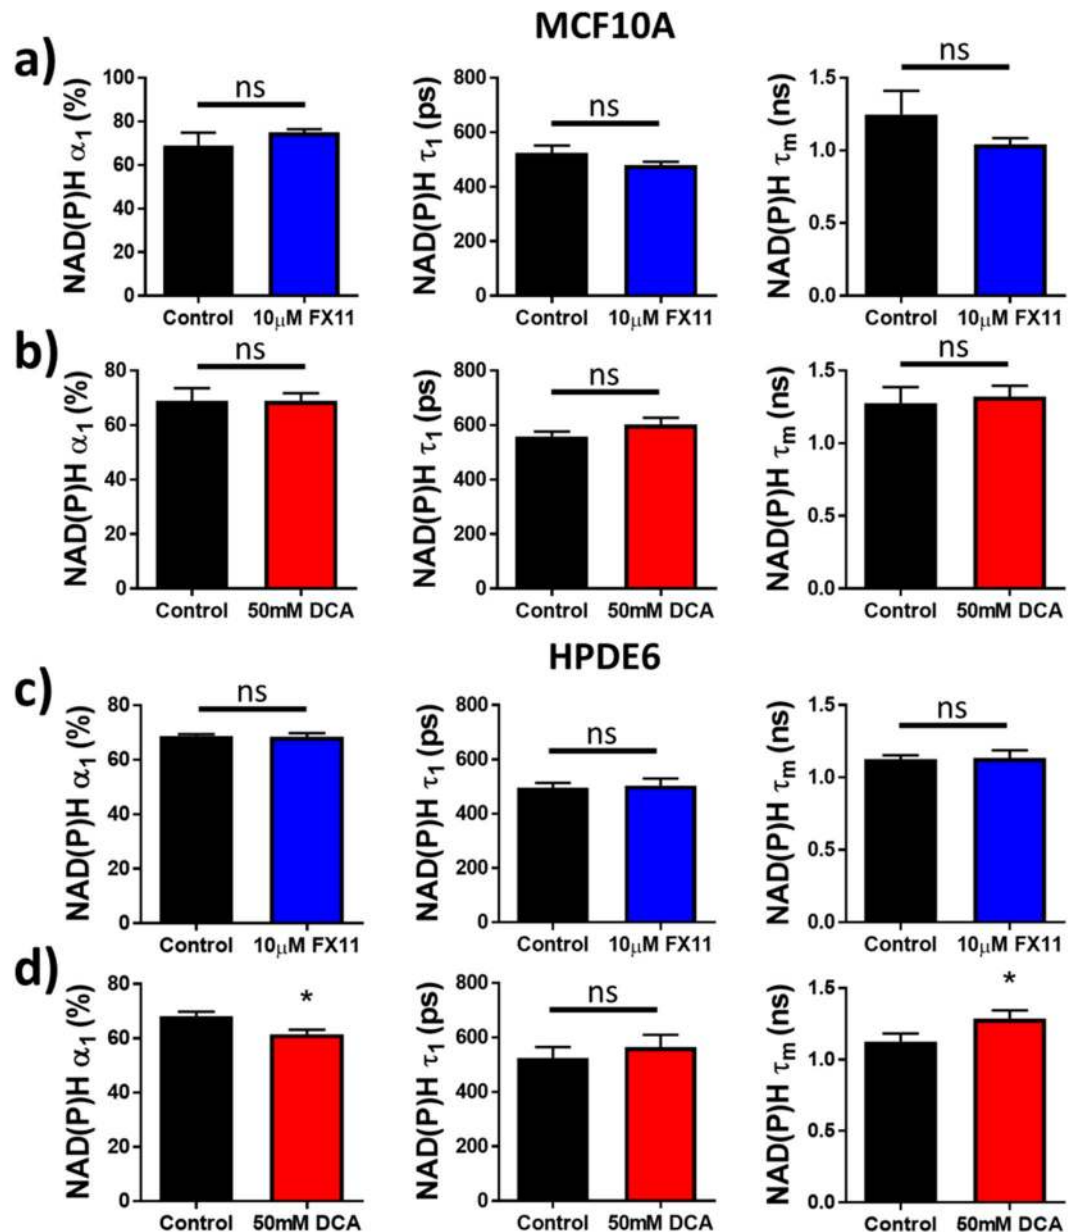 MCF10A
a)
NAD(P)H α1 (%)
100
80
60
40
20
0
ns
Control 10μM FX11
NAD(P)H τ1 (ps)
800
600
400
200
0
ns
Control 10μM FX11
NAD(P)H τm (ns)
1.5
1.0
0.5
0.0
ns
Control 10μM FX11
b)
NAD(P)H α1 (%)
80
60
40
20
0
ns
Control 50mM DCA
NAD(P)H τ1 (ps)
800
600
400
200
0
ns
Control 50mM DCA
NAD(P)H τm (ns)
1.5
1.0
0.5
0.0
ns
Control 50mM DCA
HPDE6
c)
NAD(P)H α1 (%)
80
60
40
20
0
ns
Control 10μM FX11
NAD(P)H τ1 (ps)
800
600
400
200
0
ns
Control 10μM FX11
NAD(P)H τm (ns)
1.5
1.0
0.5
0.0
ns
Control 10μM FX11
d)
NAD(P)H α1 (%)
80
60
40
20
0
*
Control 50mM DCA
NAD(P)H τ1 (ps)
800
600
400
200
0
ns
Control 50mM DCA
NAD(P)H τm (ns)
1.5
1.0
0.5
0.0
*
Control 50mM DCA